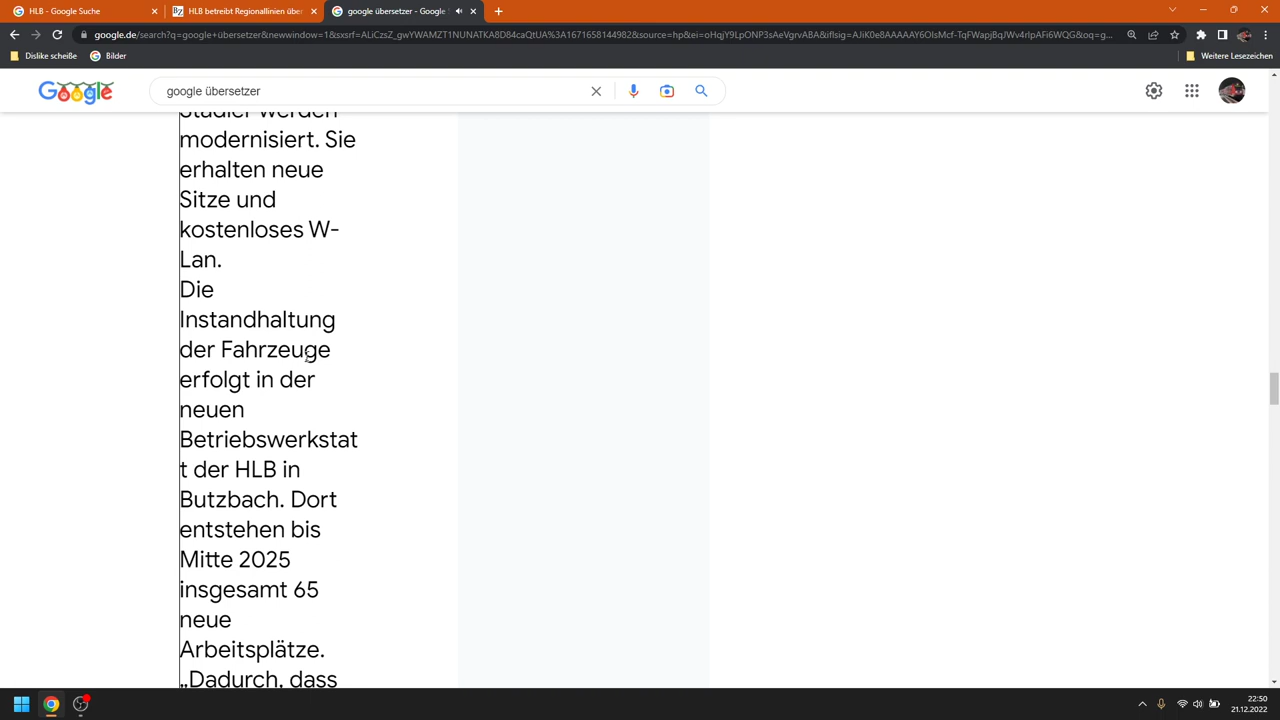 HLB - Google Suche
HLB betreibt Regionallinien über
google übersetzer - Google
google.de/search?q=google+übersetzer&newwindow=1&sxsrf=ALiCzsZ_gwYWAMZT1NUNATKA8D84caQtUA%3A1671658144982&source=hp&ei=oHqjY9LpONP3sAeVgrvABA&iflsig=AJiK0e8AAAAAY6OIsMcf-TqFWapjBqJWv4rlpAFi6WQG&oq=g...
Dislike scheiße
Bilder
Weitere Lesezeichen
Google
google übersetzer
Stadler werden
modernisiert. Sie
erhalten neue
Sitze und
kostenloses W-
Lan.
Die
Instandhaltung
der Fahrzeuge
erfolgt in der
neuen
Betriebswerkstat
t der HLB in
Butzbach. Dort
entstehen bis
Mitte 2025
insgesamt 65
neue
Arbeitsplätze.
„Dadurch, dass
22:50
21.12.2022